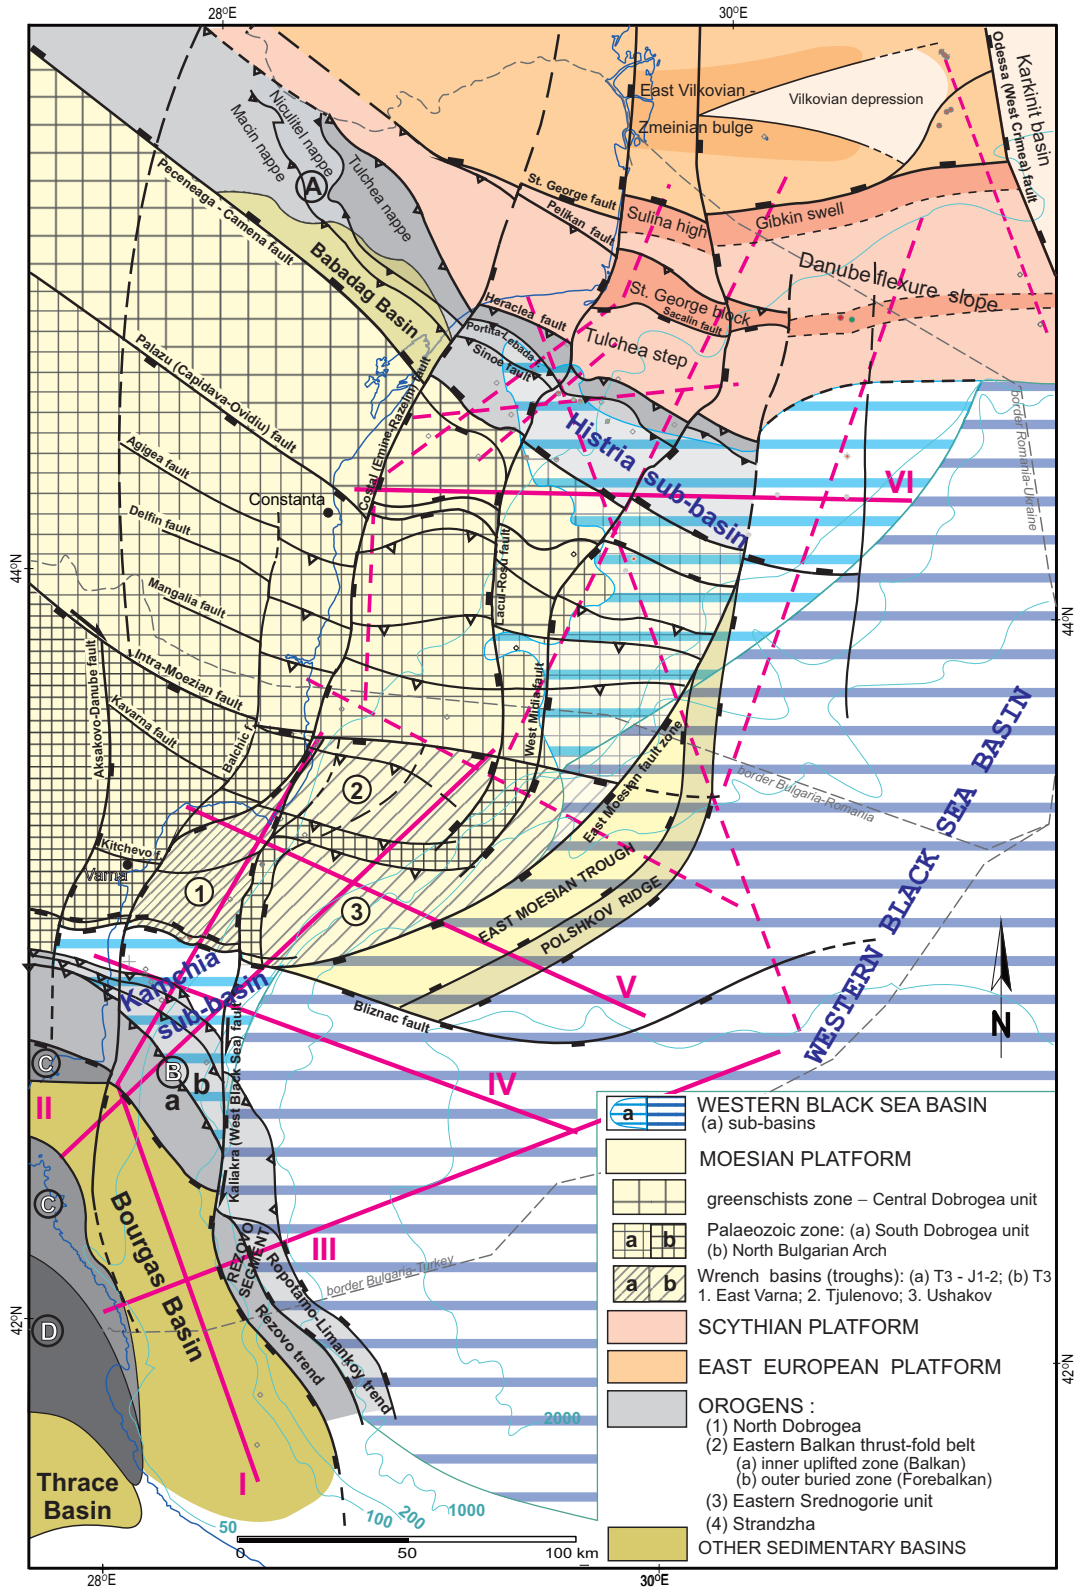 28°E
30°E
Odessa (West Crimea) fault
Karkinit basin
East Vilkovian -
Zmeinian bulge
Vilkovian depression
Niculitel nappe
Macin nappe
Tulchea nappe
A
Peceneaga - Camena fault
St. George fault
Pelikan fault
Sulina high
Gibkin swell
Babadag Basin
Danube flexure slope
St. George block
Sacalin fault
Heraclea fault
Portita-Lebada f.
Sinoe fault
Tulchea step
Palazu (Capidava-Ovidiu) fault
Costal (Emine-Razelm) fault
border Romania-Ukraine
Histria sub-basin
Agigea fault
Constanta
VI
Delfin fault
Lacul-Rosu fault
44°N
44°N
Mangalia fault
Intra-Moezian fault
Aksakovo-Danube fault
Kavarna fault
Balchic f.
West Midia fault
East Moesian fault zone
border Bulgaria-Romania
WESTERN BLACK SEA BASIN
2
Kitchevo f.
Varna
1
3
EAST MOESIAN TROUGH
POLSHKOV RIDGE
Kamchia
sub-basin
V
Bliznac fault
N
C
B
b
a
II
IV
Kaliakra (West Black Sea) fault
C
Bourgas Basin
REZOVO
SEGMENT
III
Ropotamo-Limankoy trend
Rezovo trend
border Bulgaria-Turkey
42°N
42°N
D
I
2000
Thrace
Basin
50
100
200
1000
0
50
100 km
28°E
30°E
a
WESTERN BLACK SEA BASIN
(a) sub-basins
MOESIAN PLATFORM
greenschists zone – Central Dobrogea unit
a b
Palaeozoic zone: (a) South Dobrogea unit
(b) North Bulgarian Arch
a b
Wrench basins (troughs): (a) T3 - J1-2; (b) T3
1. East Varna; 2. Tjulenovo; 3. Ushakov
SCYTHIAN PLATFORM
EAST EUROPEAN PLATFORM
OROGENS :
(1) North Dobrogea
(2) Eastern Balkan thrust-fold belt
(a) inner uplifted zone (Balkan)
(b) outer buried zone (Forebalkan)
(3) Eastern Srednogorie unit
(4) Strandzha
OTHER SEDIMENTARY BASINS